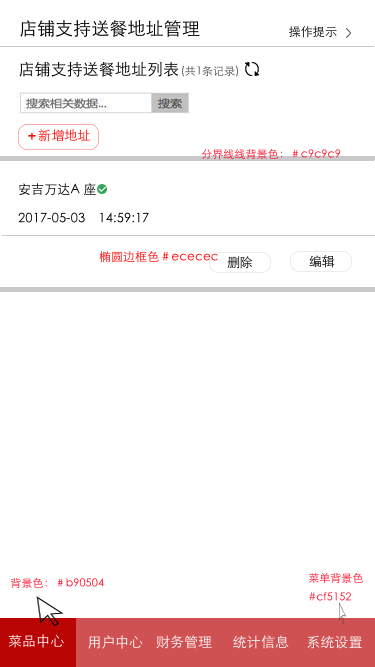 店铺支持送餐地址管理
操作提示 >
店铺支持送餐地址列表(共1条记录)
搜索相关数据... 搜索
+新增地址
分界线线背景色：#c9c9c9
安吉万达A 座
2017-05-03 14:59:17
椭圆边框色#ececec
删除 编辑
背景色：#b90504
菜单背景色
#cf5152
菜品中心 用户中心 财务管理 统计信息 系统设置